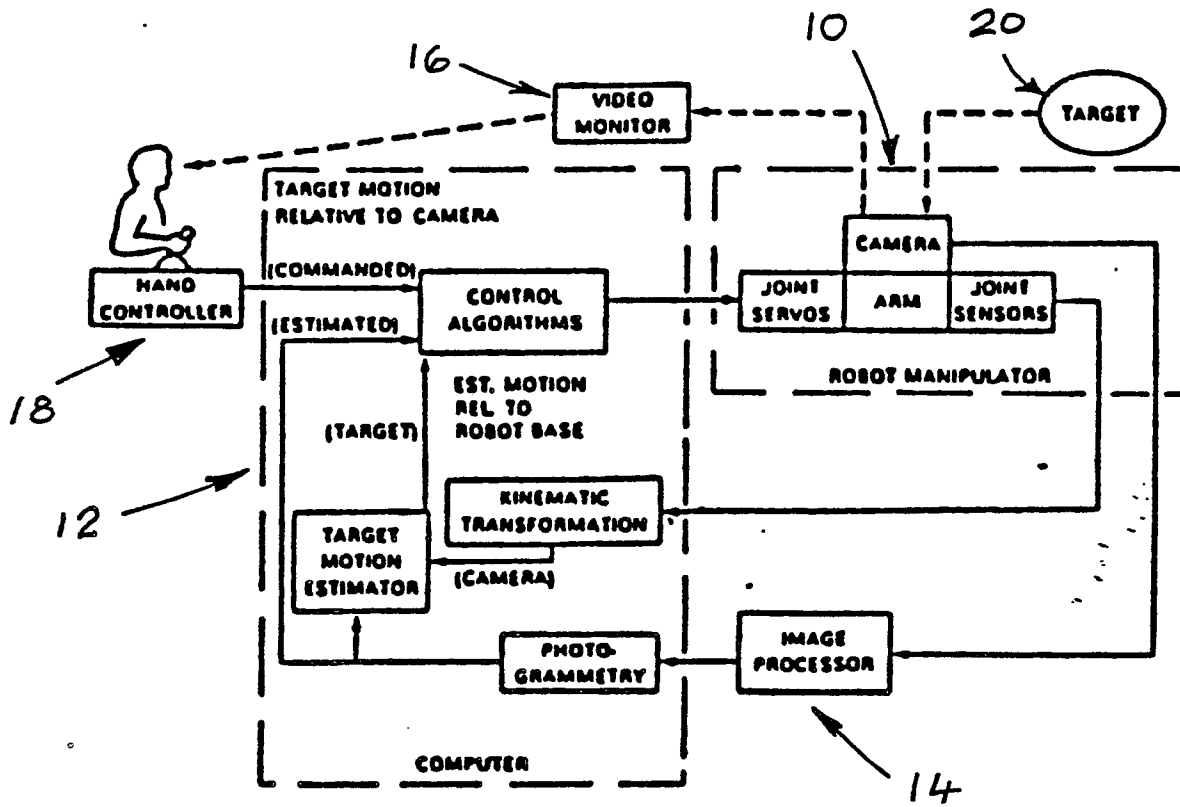 10
20
16
VIDEO
MONITOR
TARGET
TARGET MOTION
RELATIVE TO CAMERA
CAMERA
(COMMANDED)
HAND
CONTROLLER
CONTROL
ALGORITHMS
JOINT
SERVOS
ARM
JOINT
SENSORS
(ESTIMATED)
18
ROBOT MANIPULATOR
EST. MOTION
REL. TO
ROBOT BASE
(TARGET)
12
KINEMATIC
TRANSFORMATION
TARGET
MOTION
ESTIMATOR
(CAMERA)
PHOTO-
GRAMMETRY
IMAGE
PROCESSOR
COMPUTER
14